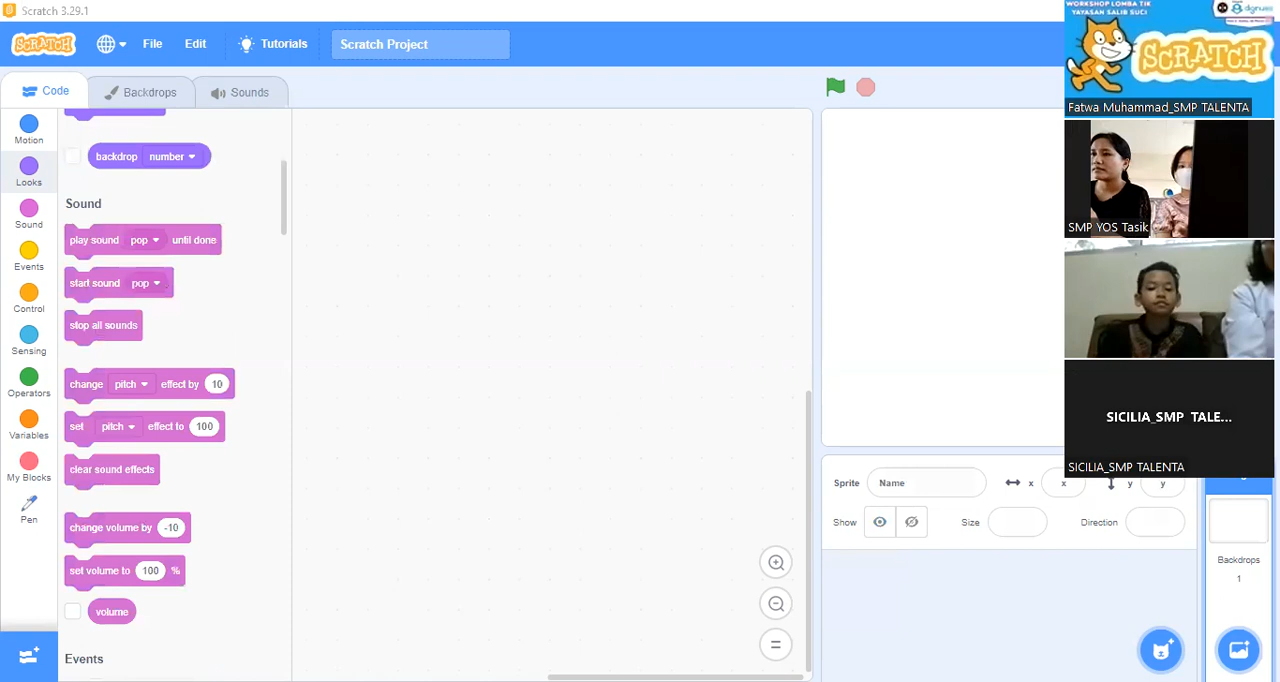 Scratch 3.29.1
SCRATCH
File
Edit
Tutorials
Scratch Project
Code
Backdrops
Sounds
Motion
Looks
Sound
Events
Control
Sensing
Operators
Variables
My Blocks
Pen
backdrop number
Sound
play sound pop until done
start sound pop
stop all sounds
change pitch effect by 10
set pitch effect to 100
clear sound effects
change volume by -10
set volume to 100 %
volume
Events
Sprite
Name
x
x
y
y
Show
Size
Direction
Backdrops
1
WORKSHOP LOMBA TIK
YAYASAN SALIB SUCI
SCRATCH
Fatwa Muhammad_SMP TALENTA
SMP YOS Tasik
SICILIA_SMP TALE...
SICILIA_SMP TALENTA